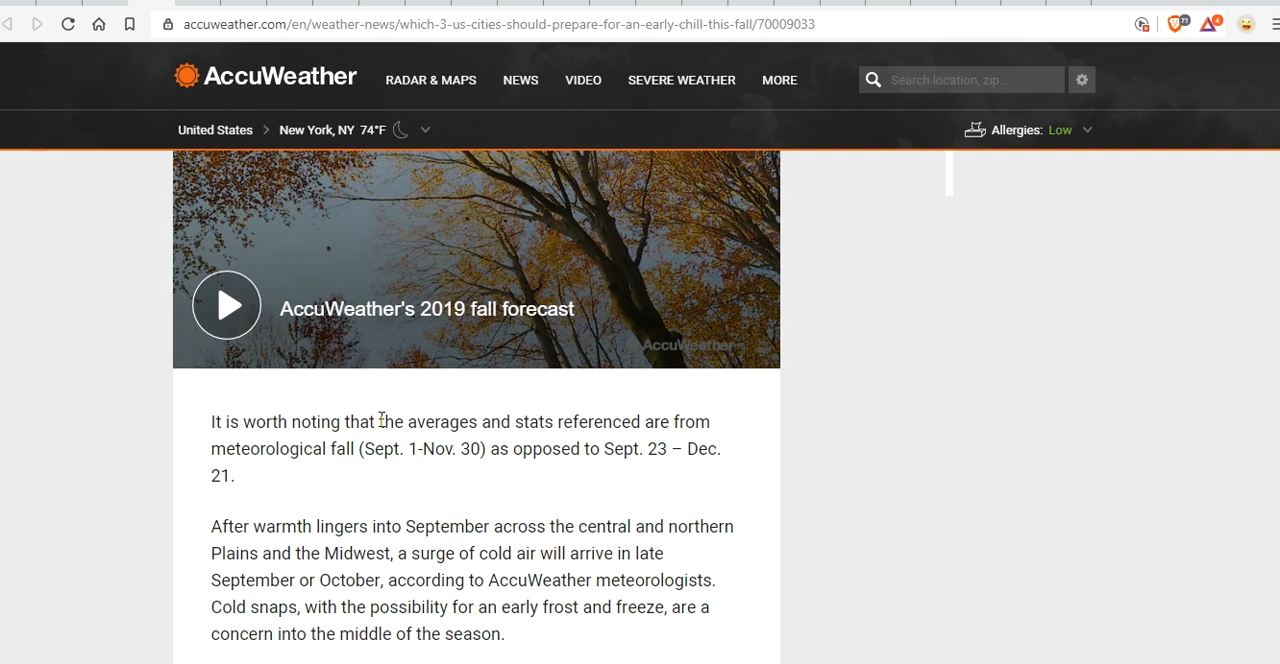 accuweather.com/en/weather-news/which-3-us-cities-should-prepare-for-an-early-chill-this-fall/70009033
71
4
AccuWeather
RADAR & MAPS
NEWS
VIDEO
SEVERE WEATHER
MORE
Search location, zip...
United States > New York, NY 74°F
Allergies: Low
AccuWeather's 2019 fall forecast
AccuWeather
It is worth noting that the averages and stats referenced are from
meteorological fall (Sept. 1-Nov. 30) as opposed to Sept. 23 – Dec.
21.
After warmth lingers into September across the central and northern
Plains and the Midwest, a surge of cold air will arrive in late
September or October, according to AccuWeather meteorologists.
Cold snaps, with the possibility for an early frost and freeze, are a
concern into the middle of the season.